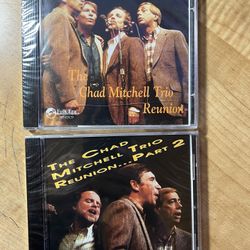 The
Chad Mitchell Trio
Reunion
The Chad
Mitchell Trio
Reunion...Part 2